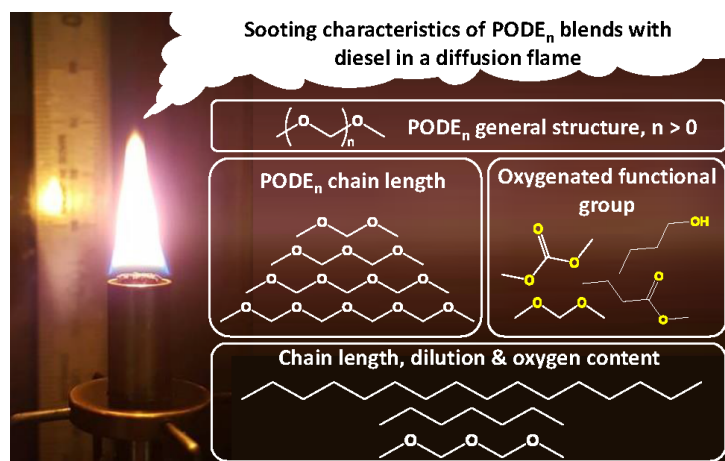 Sooting characteristics of PODEₙ blends with
diesel in a diffusion flame
O O n PODEₙ general structure, n > 0
PODEₙ chain length
O O
O O O
O O O O
O O O O O
Oxygenated functional
group
O OH
O O O
O O O
Chain length, dilution & oxygen content
O O O